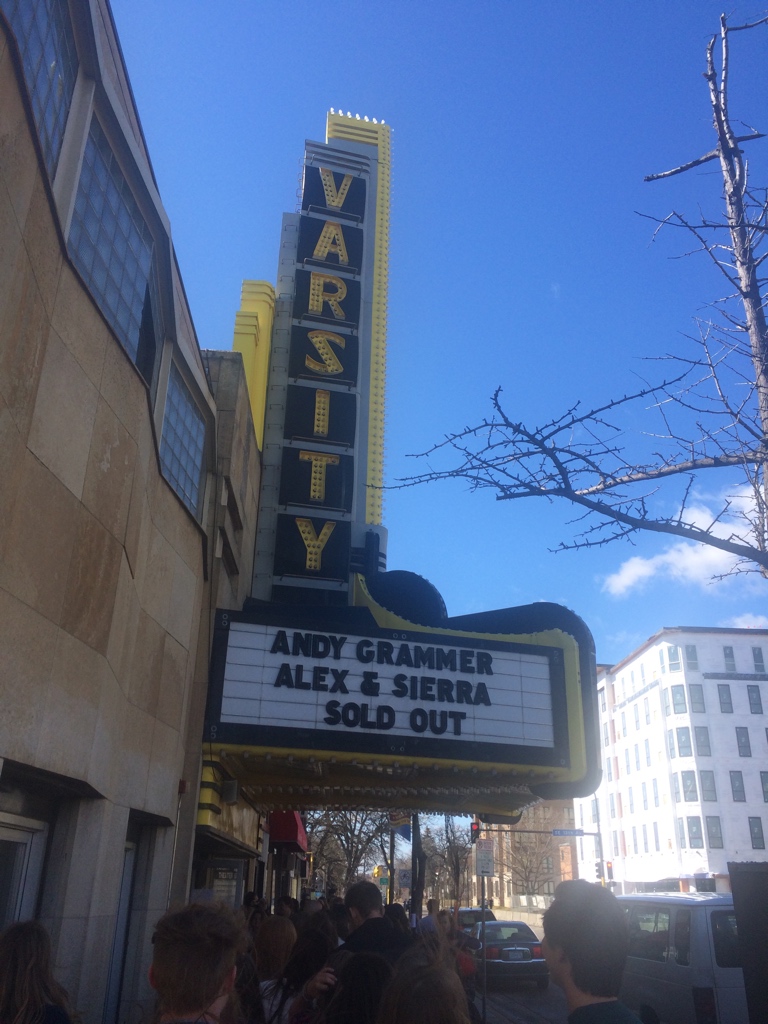 VARSITY
ANDY GRAMMER
ALEX & SIERRA
SOLD OUT